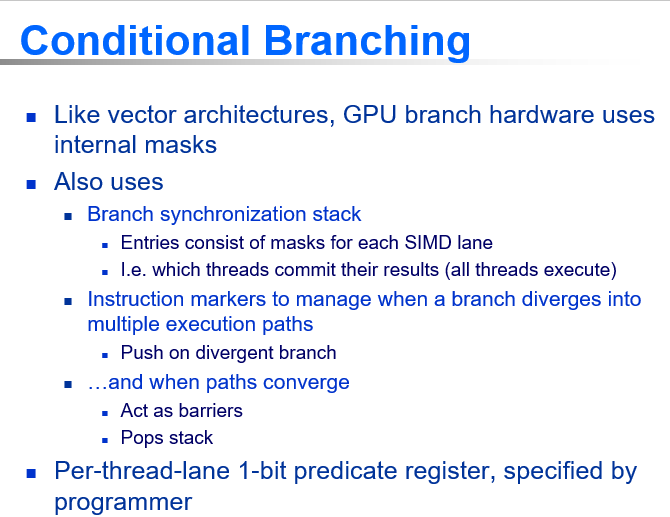 Conditional Branching
Like vector architectures, GPU branch hardware uses
internal masks
Also uses
Branch synchronization stack
Entries consist of masks for each SIMD lane
I.e. which threads commit their results (all threads execute)
Instruction markers to manage when a branch diverges into
multiple execution paths
Push on divergent branch
…and when paths converge
Act as barriers
Pops stack
Per-thread-lane 1-bit predicate register, specified by
programmer